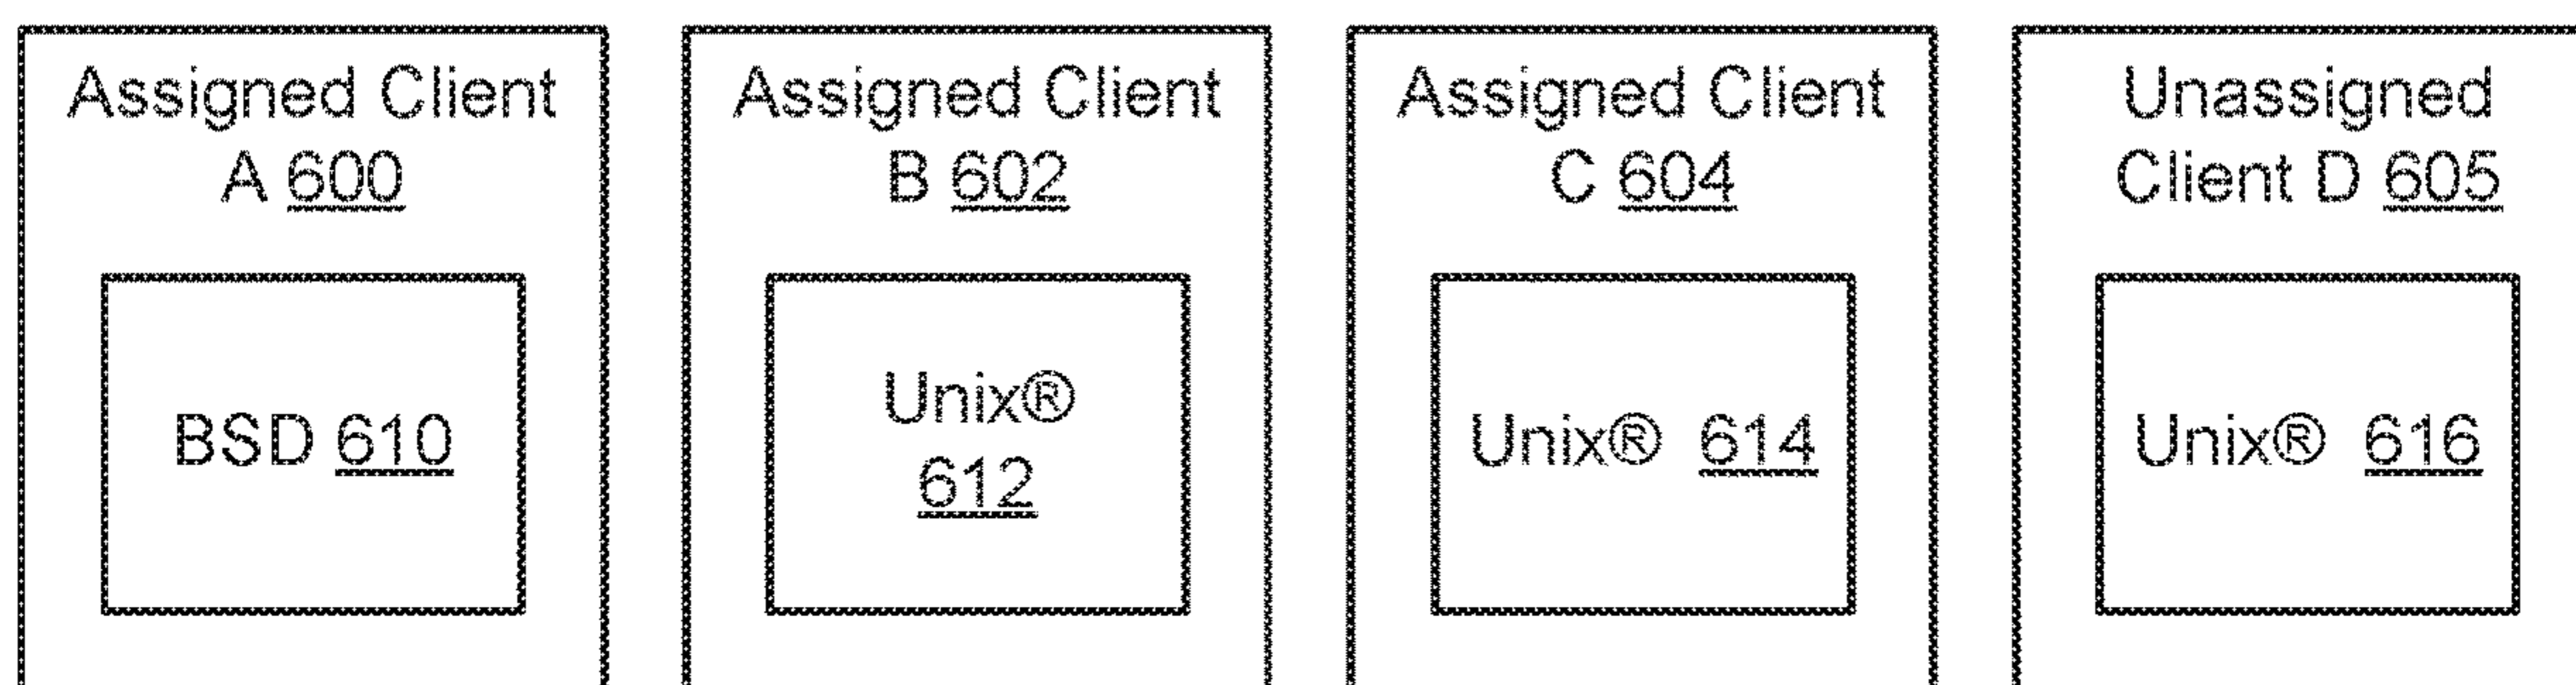 Assigned Client
A 600
BSD 610
Assigned Client
B 602
Unix®
612
Assigned Client
C 604
Unix® 614
Unassigned
Client D 605
Unix® 616